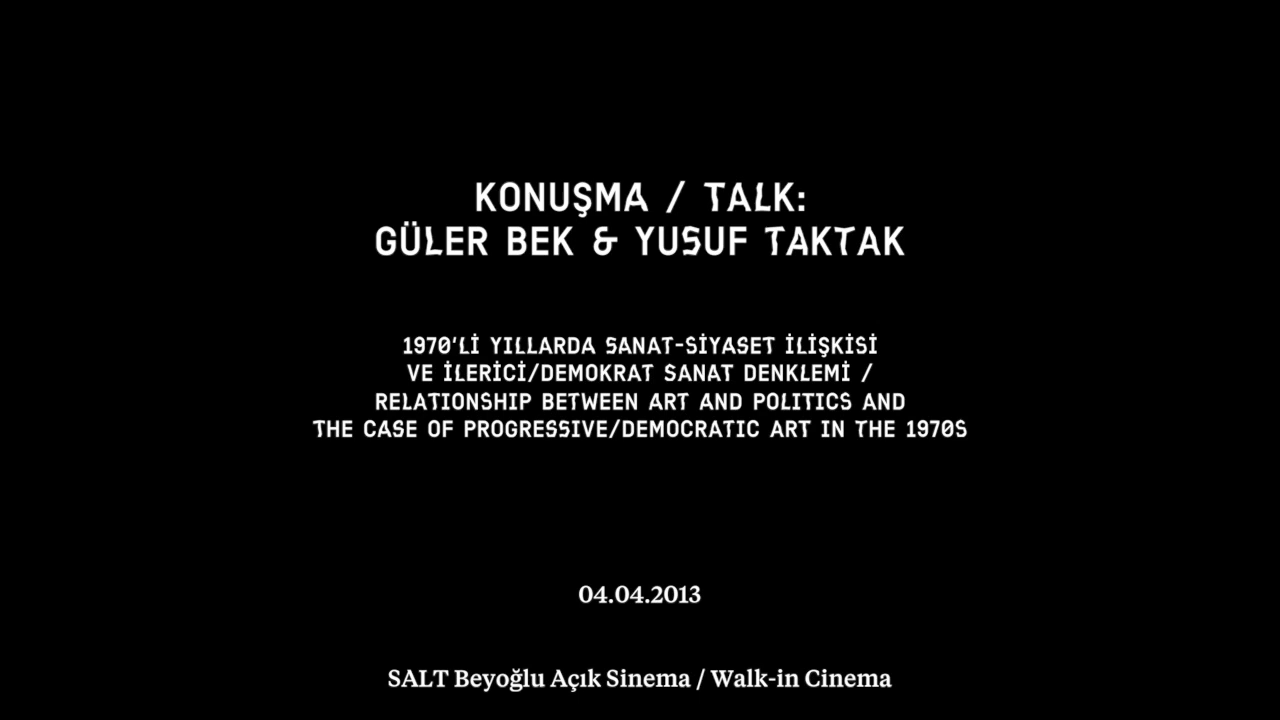 KONUŞMA / TALK:
GÜLER BEK & YUSUF TAKTAK
1970'Lİ YILLARDA SANAT-SİYASET İLİŞKİSİ
VE İLERİCİ/DEMOKRAT SANAT DENKLEMİ /
RELATIONSHIP BETWEEN ART AND POLITICS AND
THE CASE OF PROGRESSIVE/DEMOCRATIC ART IN THE 1970S
04.04.2013
SALT Beyoğlu Açık Sinema / Walk-in Cinema